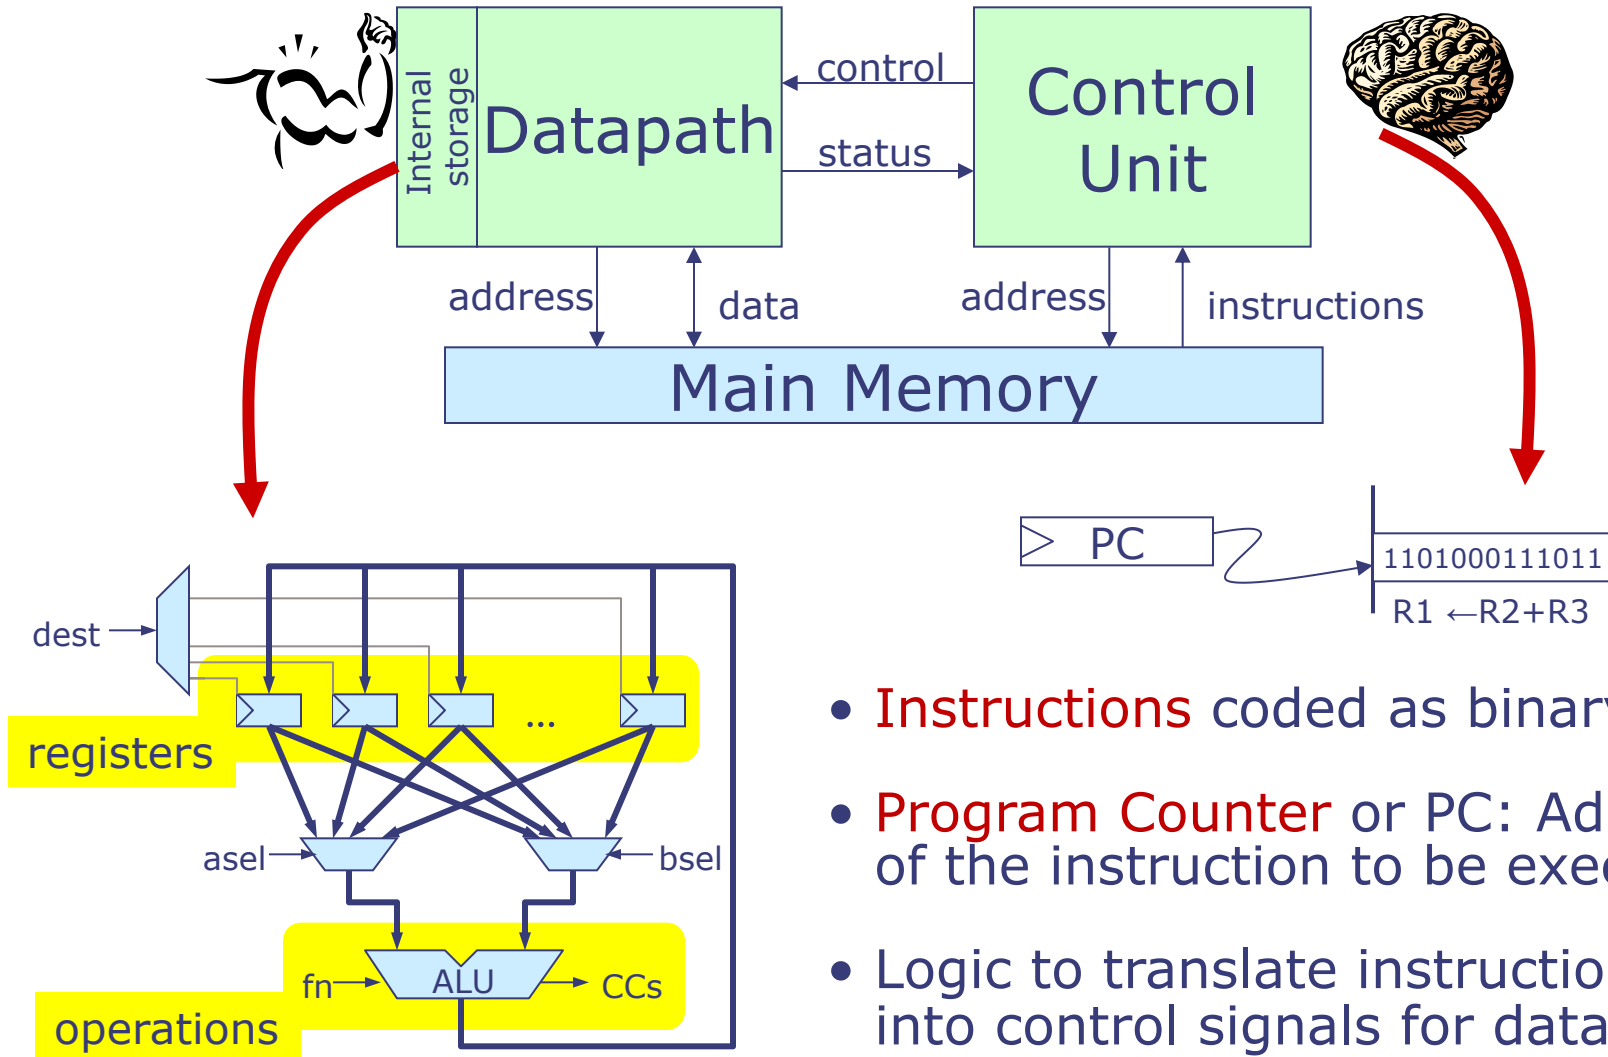 Internal
storage
Datapath
control
status
Control
Unit
address
data
address
instructions
Main Memory
PC
1101000111011
R1 ←R2+R3
dest
...
registers
asel
bsel
fn
ALU
CCs
operations
• Instructions coded as binary
• Program Counter or PC: Ad
of the instruction to be exe
• Logic to translate instructio
into control signals for data